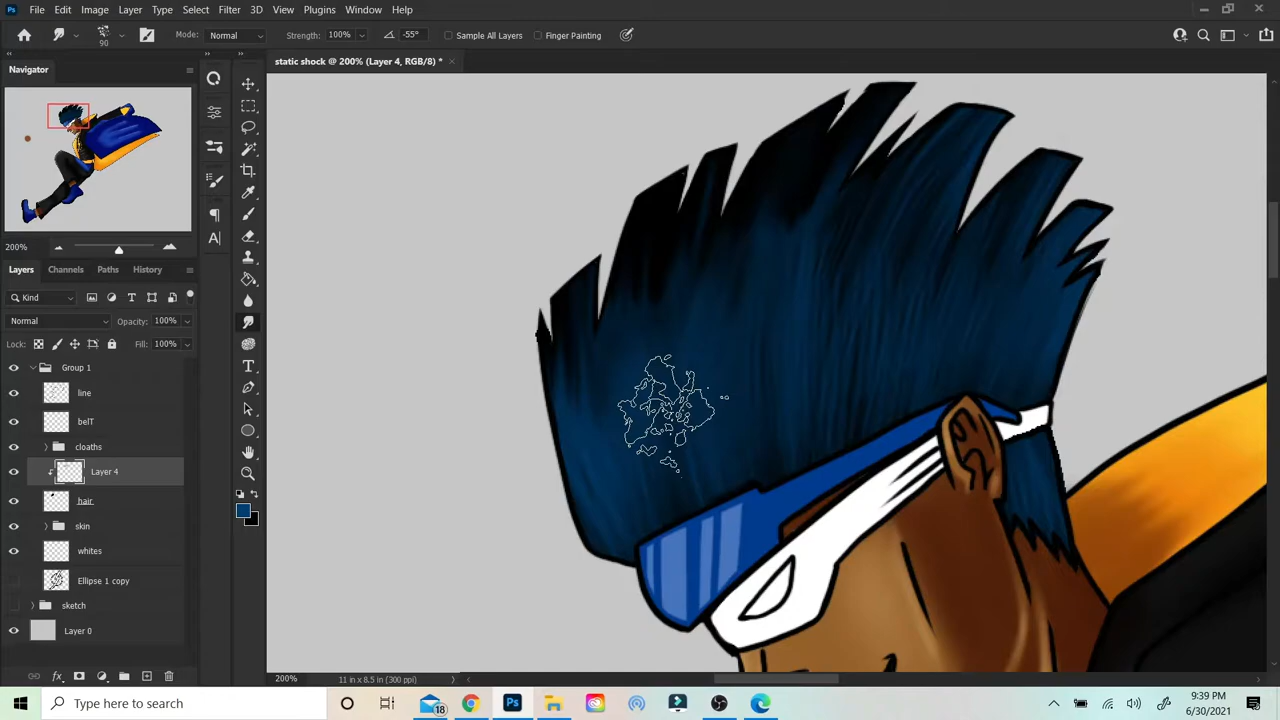 Ps File Edit Image Layer Type Select Filter 3D View Plugins Window Help
90 Mode: Normal Strength: 100% -55° Sample All Layers Finger Painting
Navigator
static shock @ 200% (Layer 4, RGB/8) *
200%
Layers Channels Paths History
Kind
Normal Opacity: 100%
Lock: Fill: 100%
Group 1
line
belT
cloaths
Layer 4
hair
skin
whites
Ellipse 1 copy
sketch
Layer 0
200% 11 in x 8.5 in (300 ppi)
Type here to search
18
Ps
9:39 PM
6/30/2021